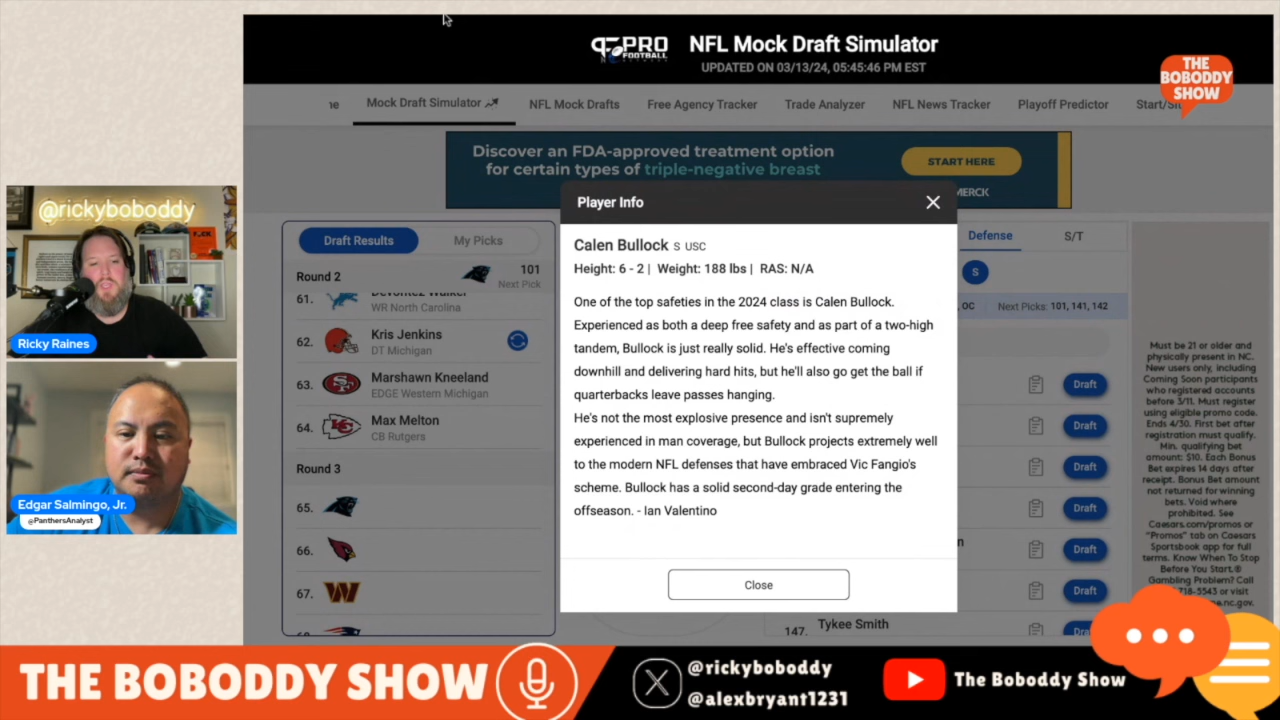 PRO
FOOTBALL
NFL Mock Draft Simulator
UPDATED ON 03/13/24, 05:45:46 PM EST
THE
BOBODDY
SHOW
Mock Draft Simulator
NFL Mock Drafts
Free Agency Tracker
Trade Analyzer
NFL News Tracker
Playoff Predictor
Discover an FDA-approved treatment option
for certain types of triple-negative breast
START HERE
MERCK
@rickyboboddy
Ricky Raines
Edgar Salmingo, Jr.
@PanthersAnalyst
Draft Results
My Picks
Round 2
101
Next Pick
61.
WR North Carolina
62.
Kris Jenkins
DT Michigan
63.
Marshawn Kneeland
EDGE Western Michigan
64.
Max Melton
CB Rutgers
Round 3
65.
66.
67.
Player Info
Calen Bullock S USC
Height: 6 - 2 | Weight: 188 lbs | RAS: N/A
One of the top safeties in the 2024 class is Calen Bullock.
Experienced as both a deep free safety and as part of a two-high
tandem, Bullock is just really solid. He's effective coming
downhill and delivering hard hits, but he'll also go get the ball if
quarterbacks leave passes hanging.
He's not the most explosive presence and isn't supremely
experienced in man coverage, but Bullock projects extremely well
to the modern NFL defenses that have embraced Vic Fangio's
scheme. Bullock has a solid second-day grade entering the
offseason. - Ian Valentino
Close
Defense
S/T
S
OC
Next Picks: 101, 141, 142
Draft
Draft
Draft
Draft
Draft
Draft
147.
Tykee Smith
Must be 21 or older and
physically present in NC.
New users only, including
Coming Soon participants
who registered accounts
before 3/11. Must register
using eligible promo code.
Ends 4/30. First bet after
registration must qualify.
Min. qualifying bet
amount: $10. Each Bonus
Bet expires 14 days after
receipt. Bonus Bet amount
not returned for winning
bets. Void where
prohibited. See
Caesars.com/promos or
"Promos" tab on Caesars
Sportsbook app for full
terms. Know When To Stop
Before You Start.®
Gambling Problem? Call
718-5543 or visit
THE BOBODDY SHOW
@rickyboboddy
@alexbryant1231
The Boboddy Show